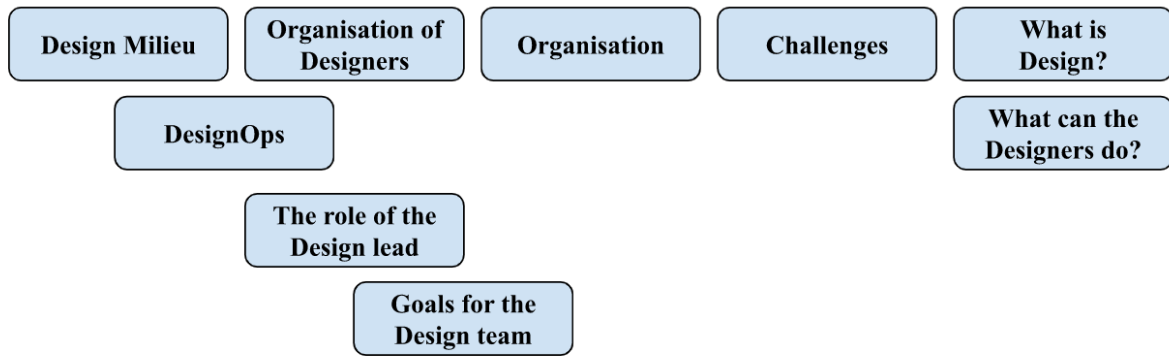 Design Milieu
Organisation of
Designers
Organisation
Challenges
What is
Design?
DesignOps
What can the
Designers do?
The role of the
Design lead
Goals for the
Design team